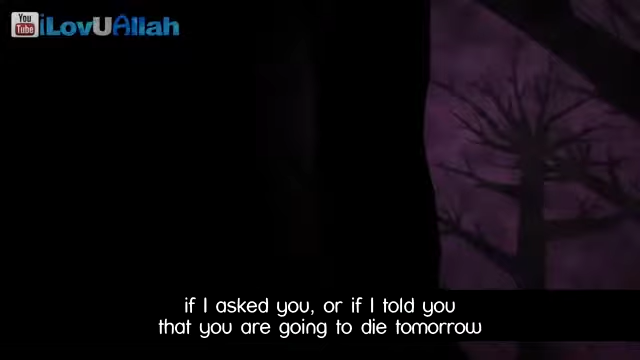 You
Tube
iLovUAllah
if I asked you, or if I told you
that you are going to die tomorrow